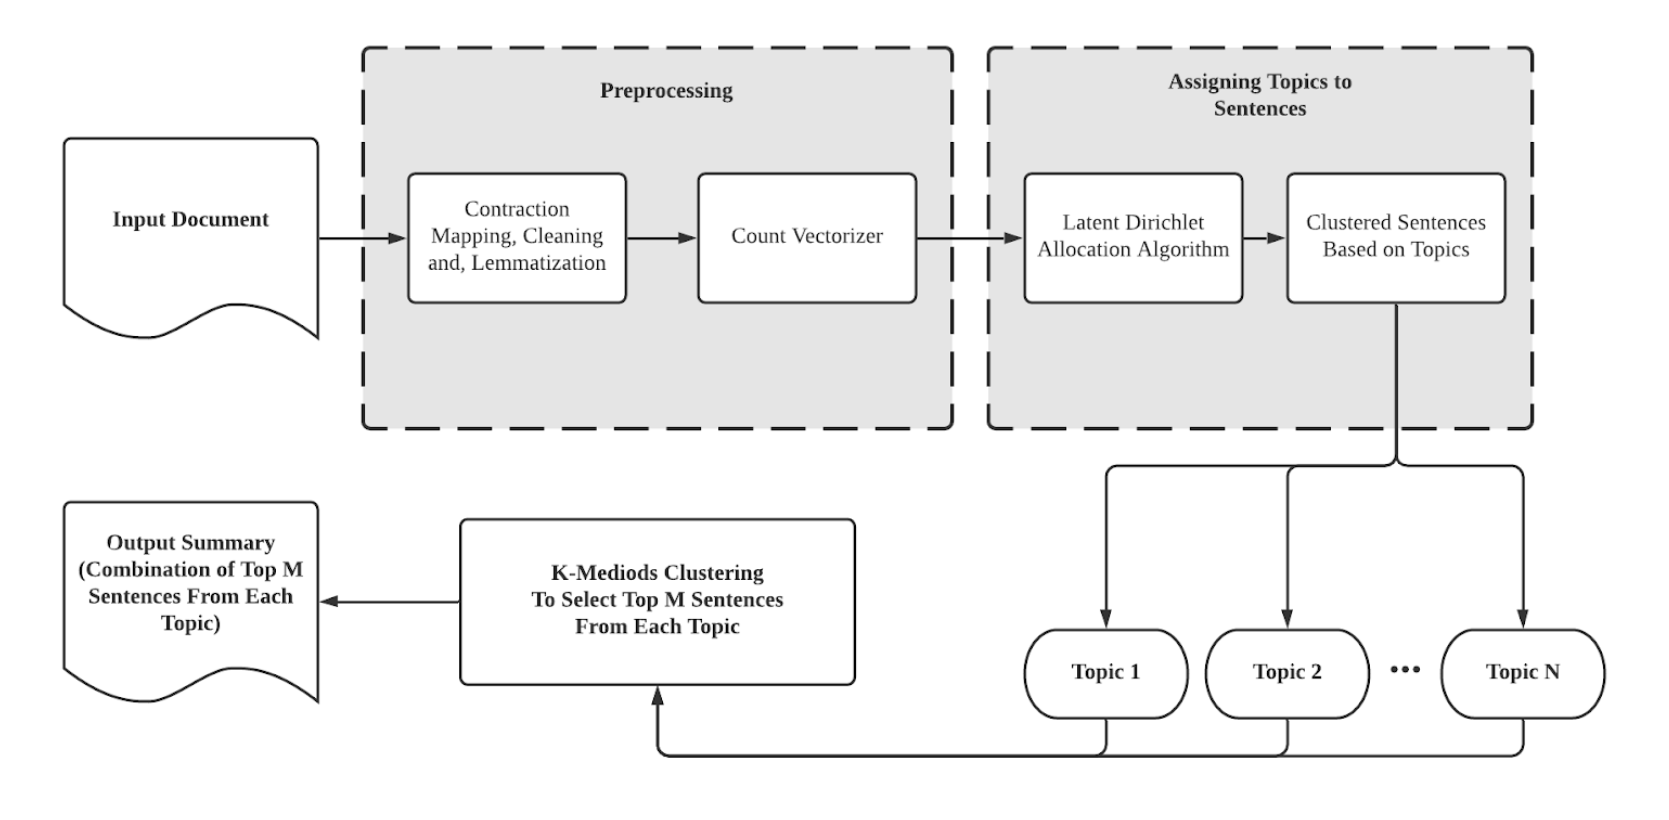 Preprocessing
Assigning Topics to
Sentences
Input Document
Contraction
Mapping, Cleaning
and, Lemmatization
Count Vectorizer
Latent Dirichlet
Allocation Algorithm
Clustered Sentences
Based on Topics
Output Summary
(Combination of Top M
Sentences From Each
Topic)
K-Mediods Clustering
To Select Top M Sentences
From Each Topic
Topic 1
Topic 2
•••
Topic N